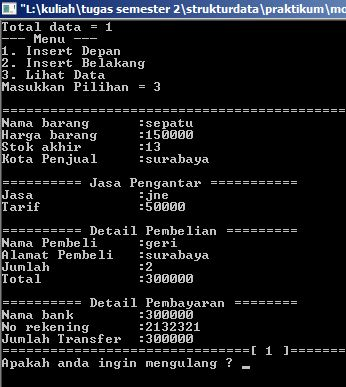 "L:\kuliah\tugas semester 2\strukturdata\praktikum\mo
Total data = 1
--- Menu ---
1. Insert Depan
2. Insert Belakang
3. Lihat Data
Masukkan Pilihan = 3
===================================
Nama barang :sepatu
Harga barang :150000
Stok akhir :13
Kota Penjual :surabaya
========== Jasa Pengantar ==========
Jasa :jne
Tarif :50000
========== Detail Pembelian =========
Nama Pembeli :geri
Alamat Pembeli :surabaya
Jumlah :2
Total :300000
========== Detail Pembayaran ========
Nama bank :300000
No rekening :2132321
Jumlah Transfer :300000
=============================[ 1 ]=======
Apakah anda ingin mengulang ? _